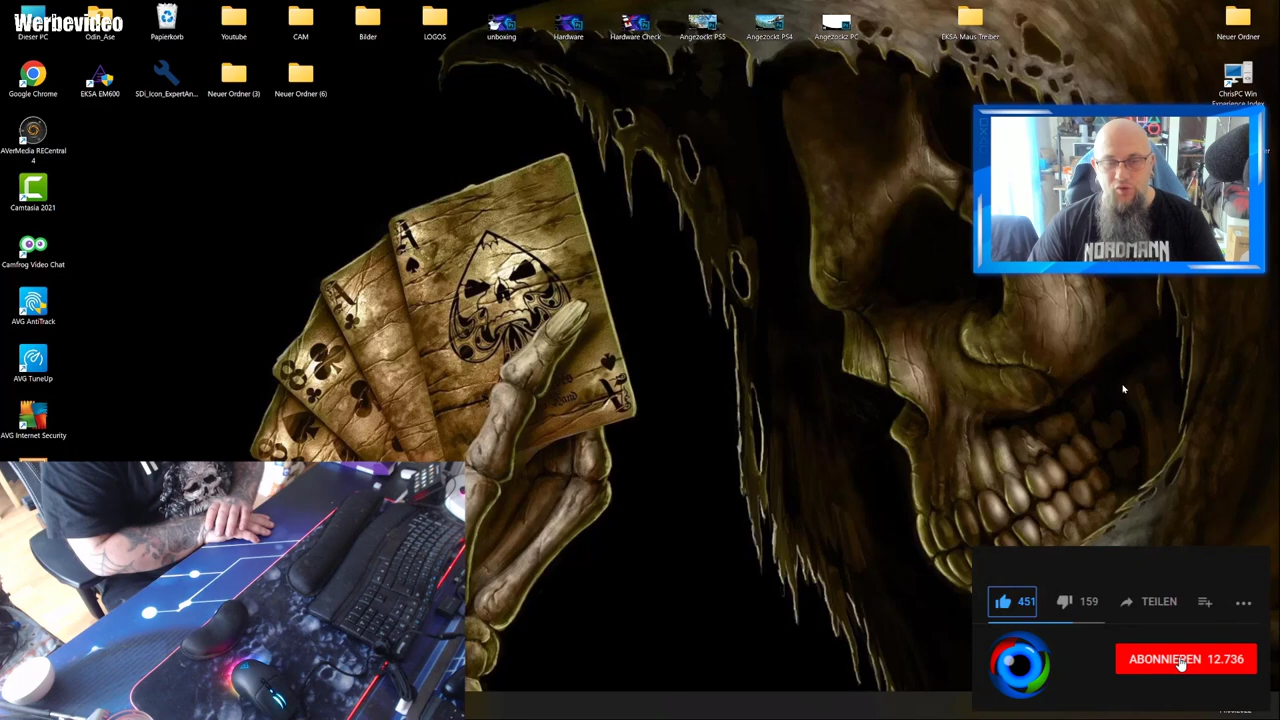 Werbevideo
Dieser PC
Odin_Ase
Papierkorb
Youtube
CAM
Bilder
LOGOS
unboxing
Hardware
Hardware Check
Angezockt PS5
Angezockt PS4
EKSA Maus Treiber
Neuer Ordner
Google Chrome
EKSA EM600
SDi_Icon_ExpertAn...
Neuer Ordner (3)
Neuer Ordner (6)
ChrisPC Win
Experience Index
AVerMedia RECentral
4
Camtasia 2021
Camfrog Video Chat
AVG AntiTrack
AVG TuneUp
AVG Internet Security
NORDMANN
A
A
8
451
159
TEILEN
ABONNIEREN 12.736